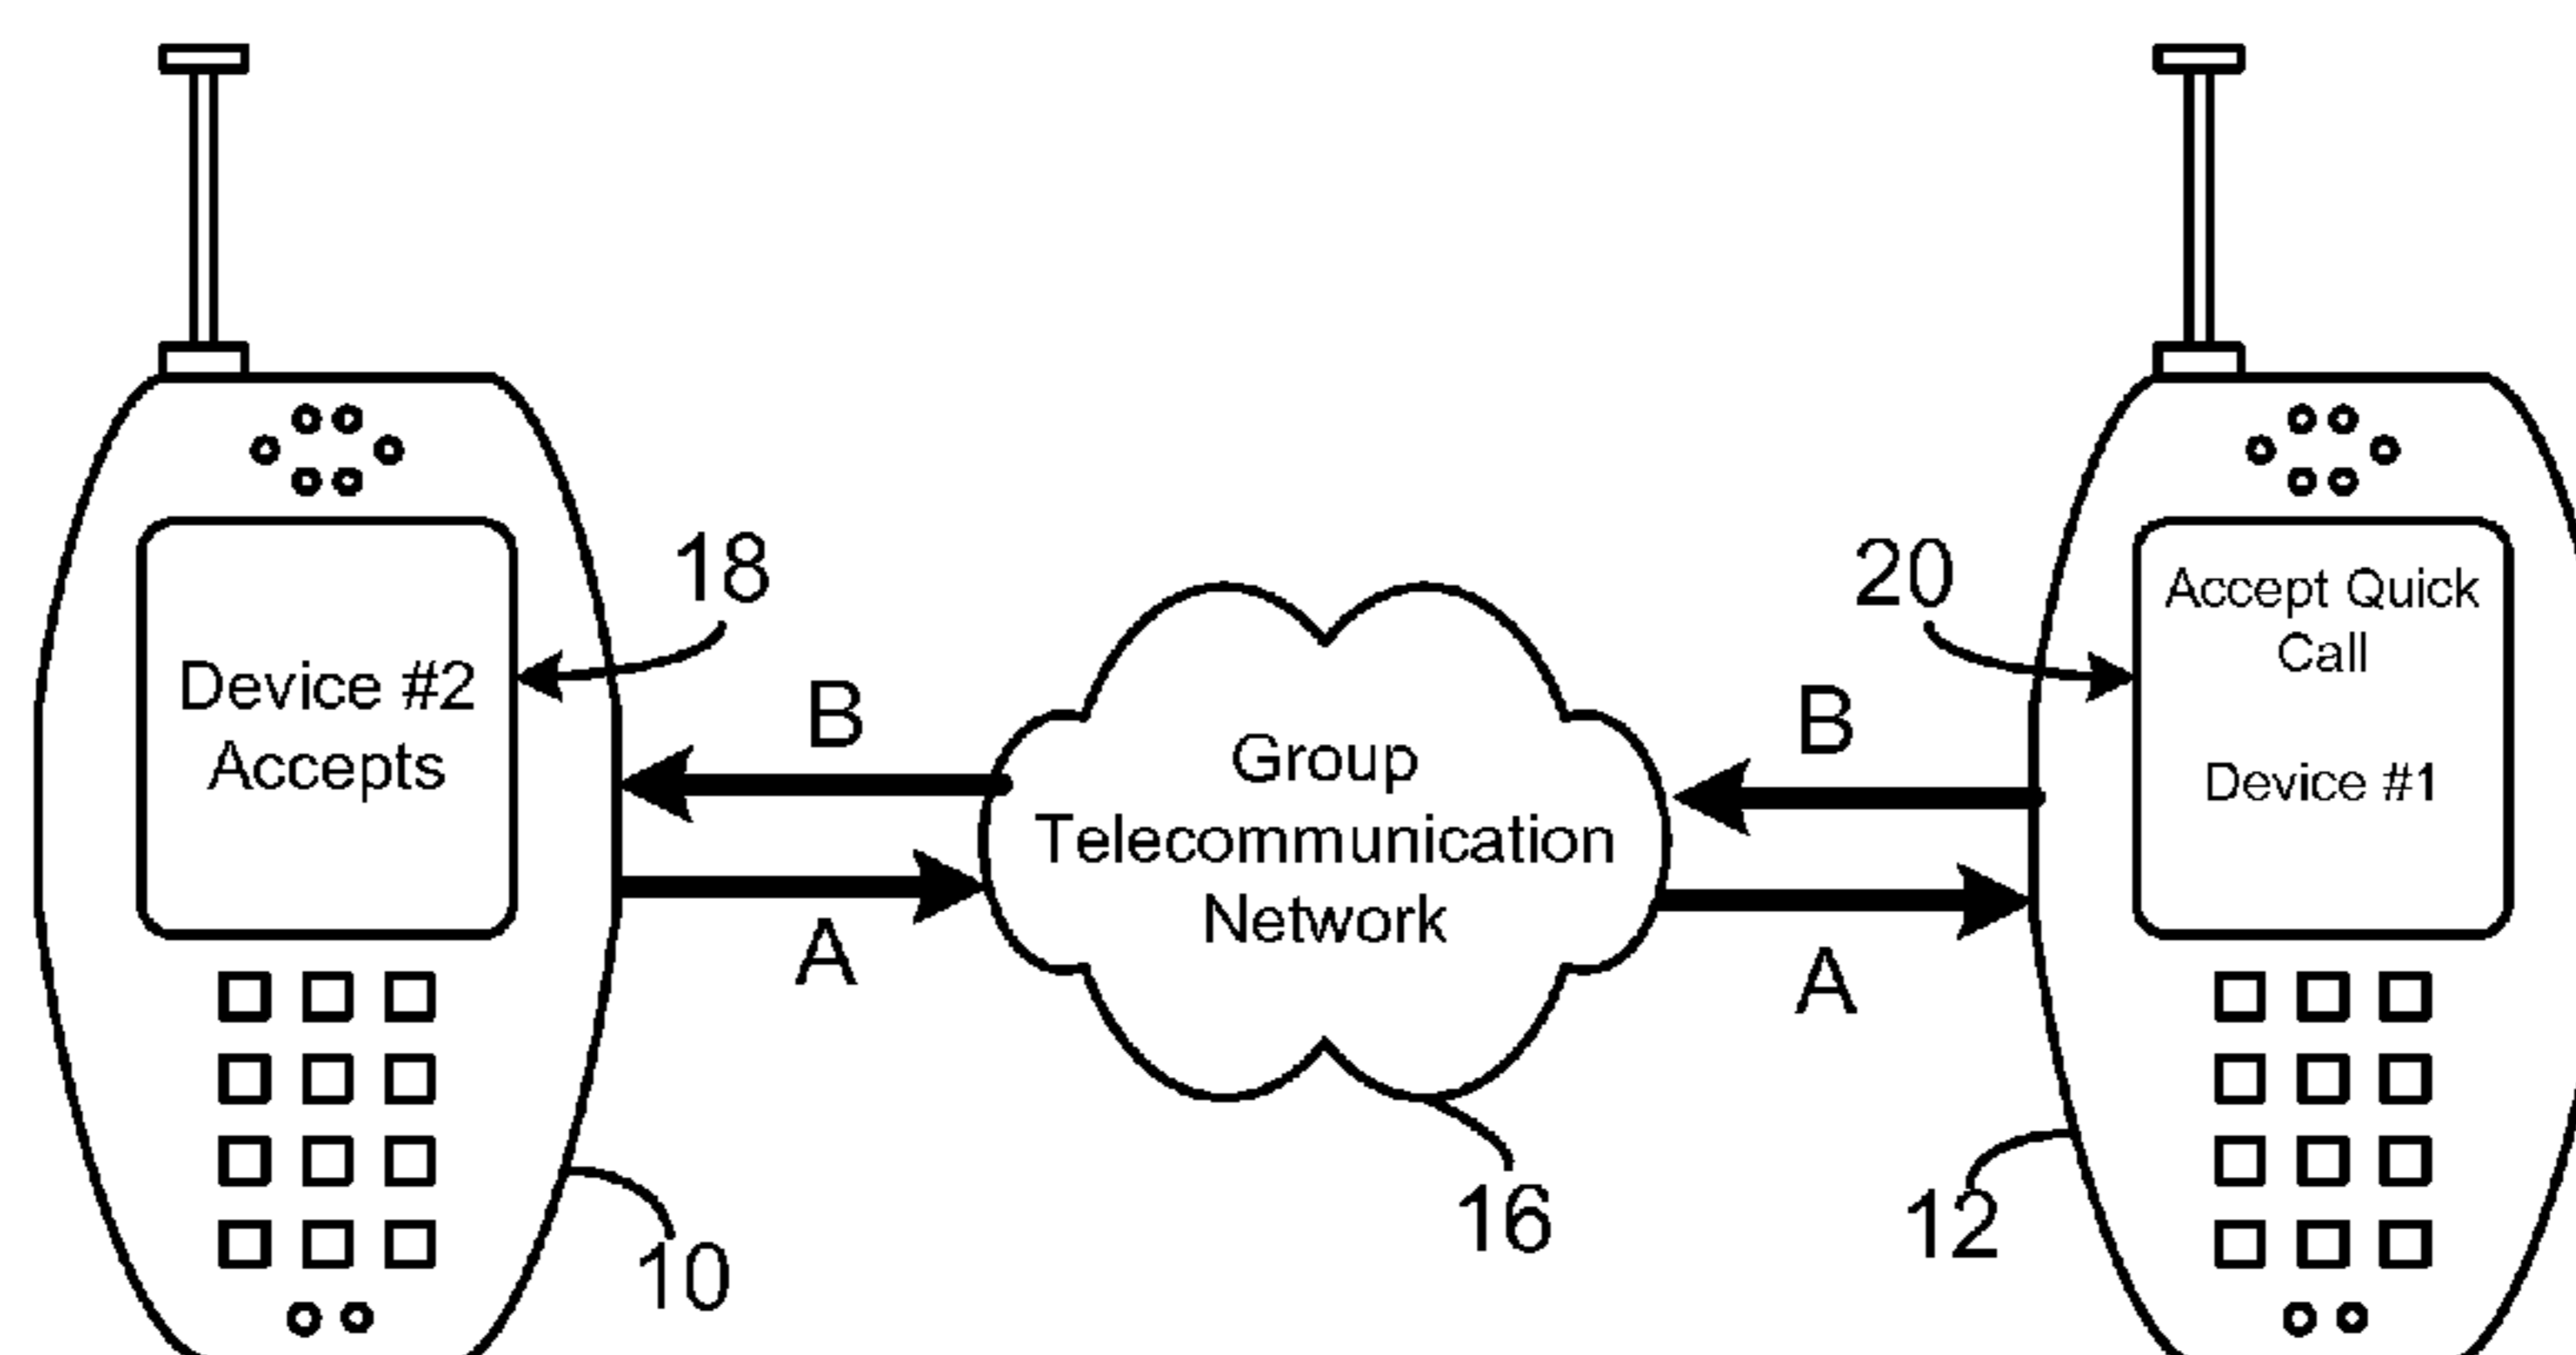 18
20
Device #2
Accepts
Accept Quick
Call
Device #1
B
B
Group
Telecommunication
Network
A
A
10
16
12